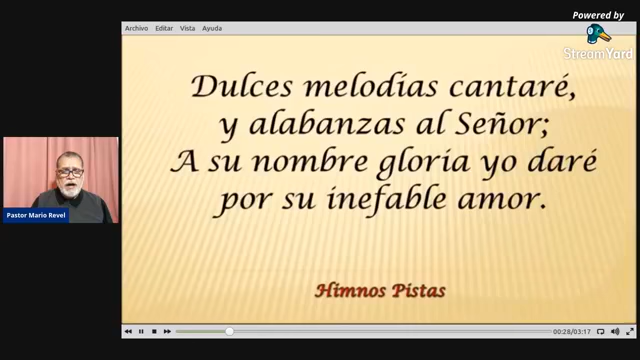 Powered by
StreamYard
Archivo Editar Vista Ayuda
Dulces melodías cantaré,
y alabanzas al Señor;
A su nombre gloria yo daré
por su inefable amor.
Himnos Pistas
Pastor Mario Revel
00:28/03:17